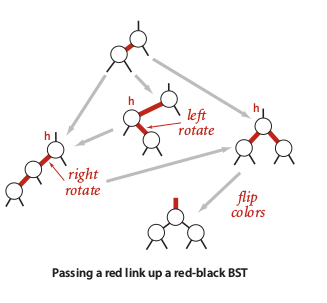 h
h
left
rotate
h
right
rotate
flip
colors
Passing a red link up a red-black BST